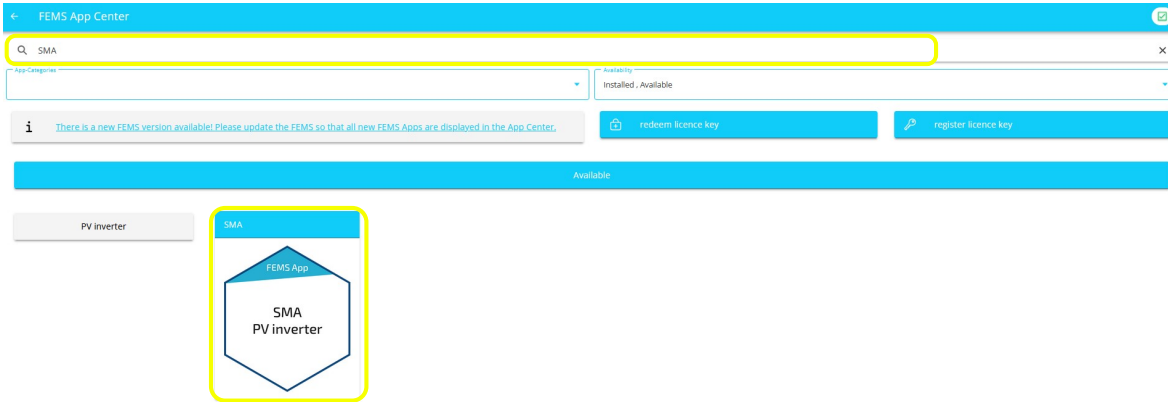 FEMS App Center
SMA
App-Categories
Availability
Installed , Available
i There is a new FEMS version available! Please update the FEMS so that all new FEMS Apps are displayed in the App Center.
redeem licence key
register licence key
Available
PV inverter
SMA
FEMS App
SMA
PV inverter